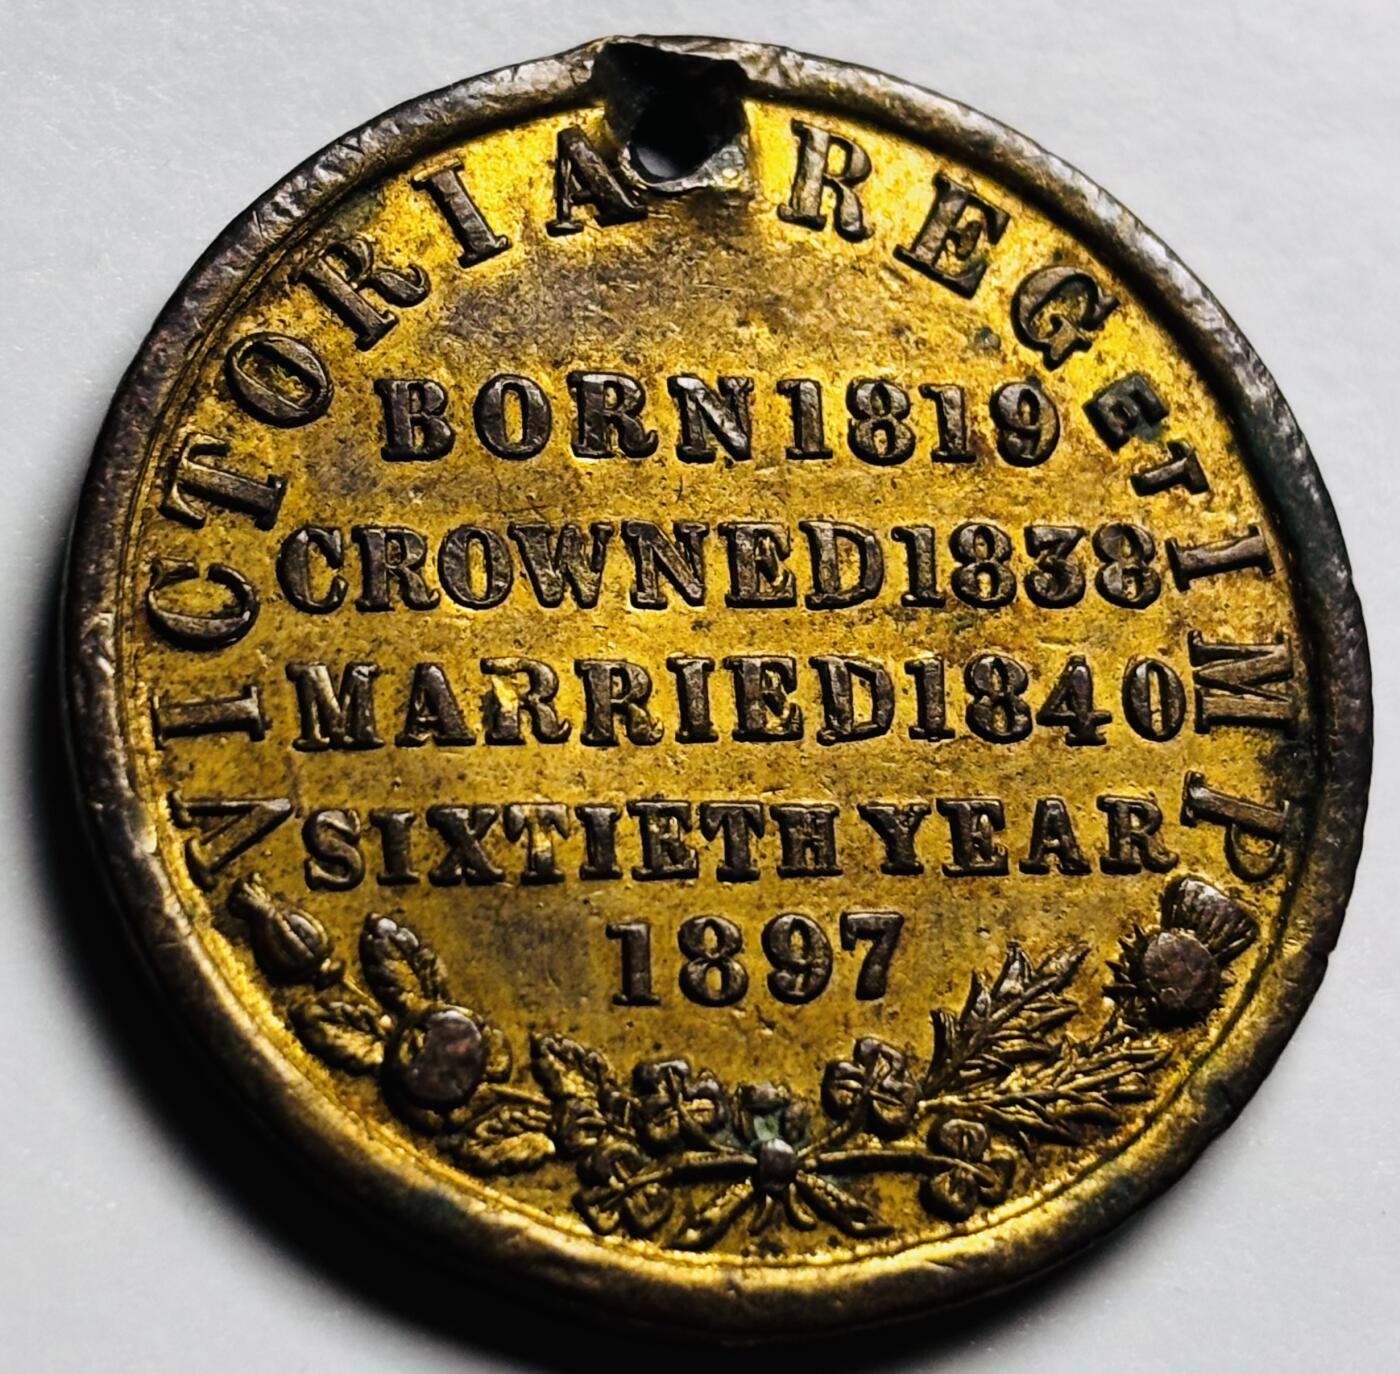 VICTORIA REG ET IMP
BORN 1819
CROWNED 1838
MARRIED 1840
SIXTIETH YEAR
1897